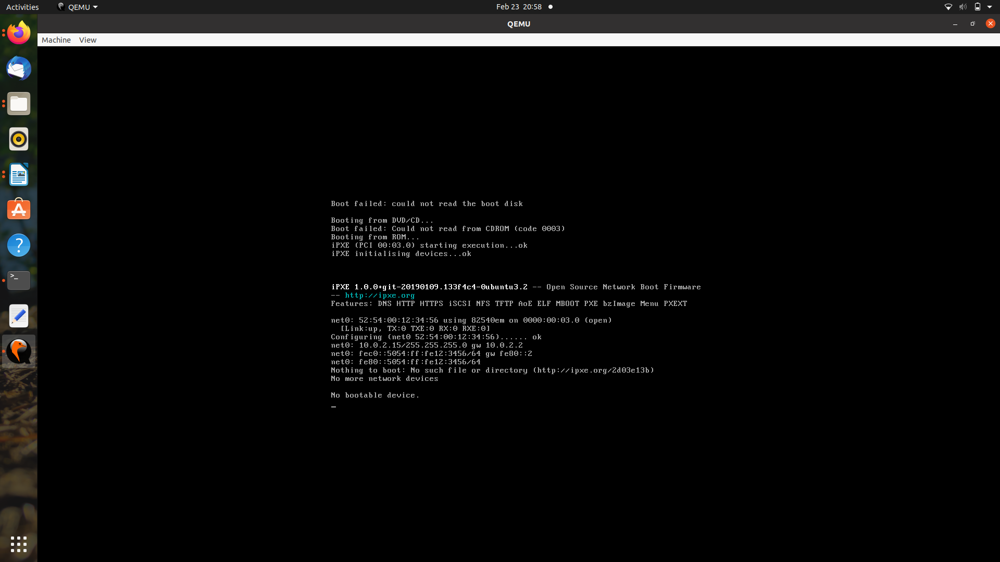 Activities
QEMU
Feb 23 20:58
QEMU
Machine View
Boot failed: could not read the boot disk
Booting from DVD/CD...
Boot failed: Could not read from CDROM (code 0003)
Booting from ROM...
iPXE (PCI 00:03.0) starting execution...ok
iPXE initialising devices...ok
iPXE 1.0.0+git-20190109.133f4c4-0ubuntu3.2 -- Open Source Network Boot Firmware
-- http://ipxe.org
Features: DNS HTTP HTTPS iSCSI NFS TFTP AoE ELF MBOOT PXE bzImage Menu PXEXT
net0: 52:54:00:12:34:56 using 82540em on 0000:00:03.0 (open)
[Link:up, TX:0 TXE:0 RX:0 RXE:0]
Configuring (net0 52:54:00:12:34:56)...... ok
net0: 10.0.2.15/255.255.255.0 gw 10.0.2.2
net0: fec0::5054:ff:fe12:3456/64 gw fe80::2
net0: fe80::5054:ff:fe12:3456/64
Nothing to boot: No such file or directory (http://ipxe.org/2d03e13b)
No more network devices
No bootable device.